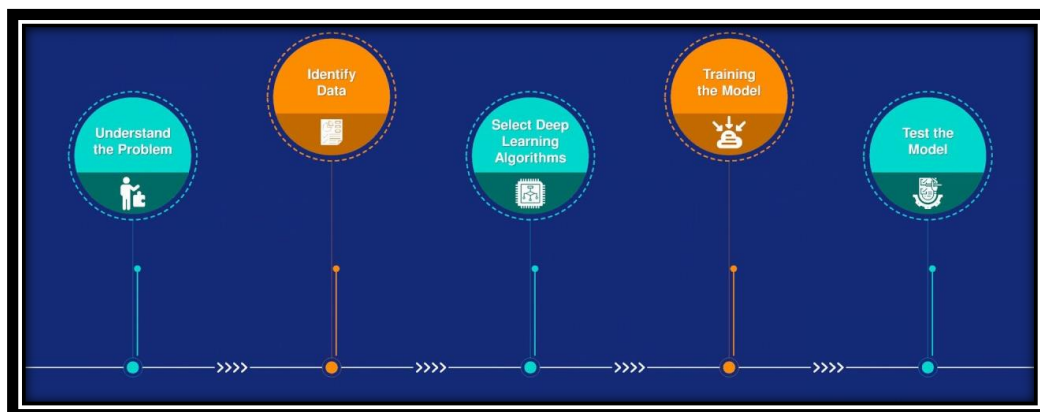 Understand
the Problem
Identify
Data
Select Deep
Learning
Algorithms
Training
the Model
Test the
Model